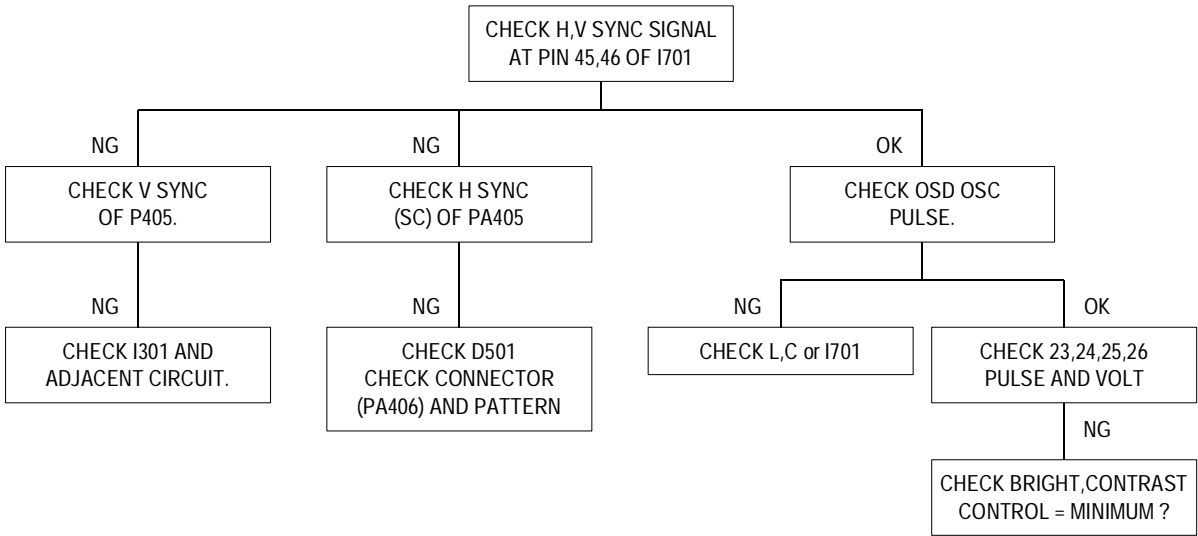 CHECK H,V SYNC SIGNAL
AT PIN 45,46 OF I701
NG
NG
OK
CHECK V SYNC
OF P405.
CHECK H SYNC
(SC) OF PA405
CHECK OSD OSC
PULSE.
NG
NG
NG
OK
CHECK I301 AND
ADJACENT CIRCUIT.
CHECK D501
CHECK CONNECTOR
(PA406) AND PATTERN
CHECK L,C or I701
CHECK 23,24,25,26
PULSE AND VOLT
NG
CHECK BRIGHT,CONTRAST
CONTROL = MINIMUM ?